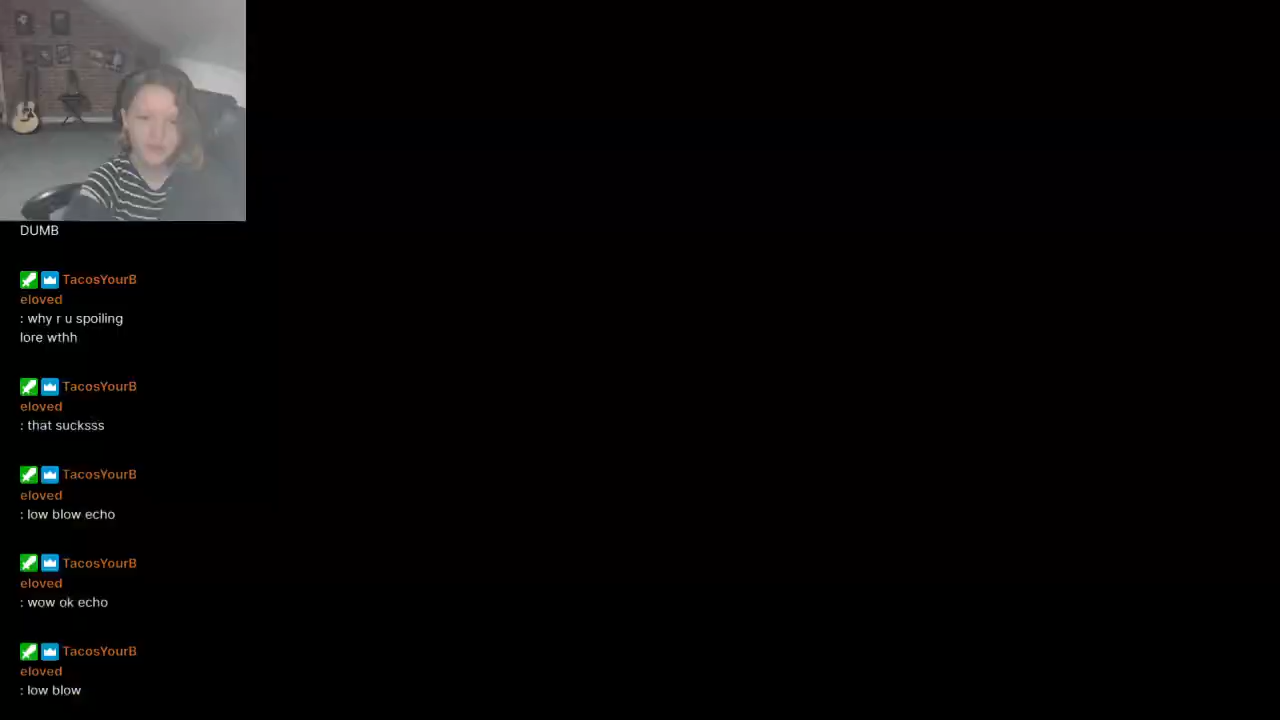 DUMB
TacosYourB
eloved
: why r u spoiling
lore wthh
TacosYourB
eloved
: that sucksss
TacosYourB
eloved
: low blow echo
TacosYourB
eloved
: wow ok echo
TacosYourB
eloved
: low blow